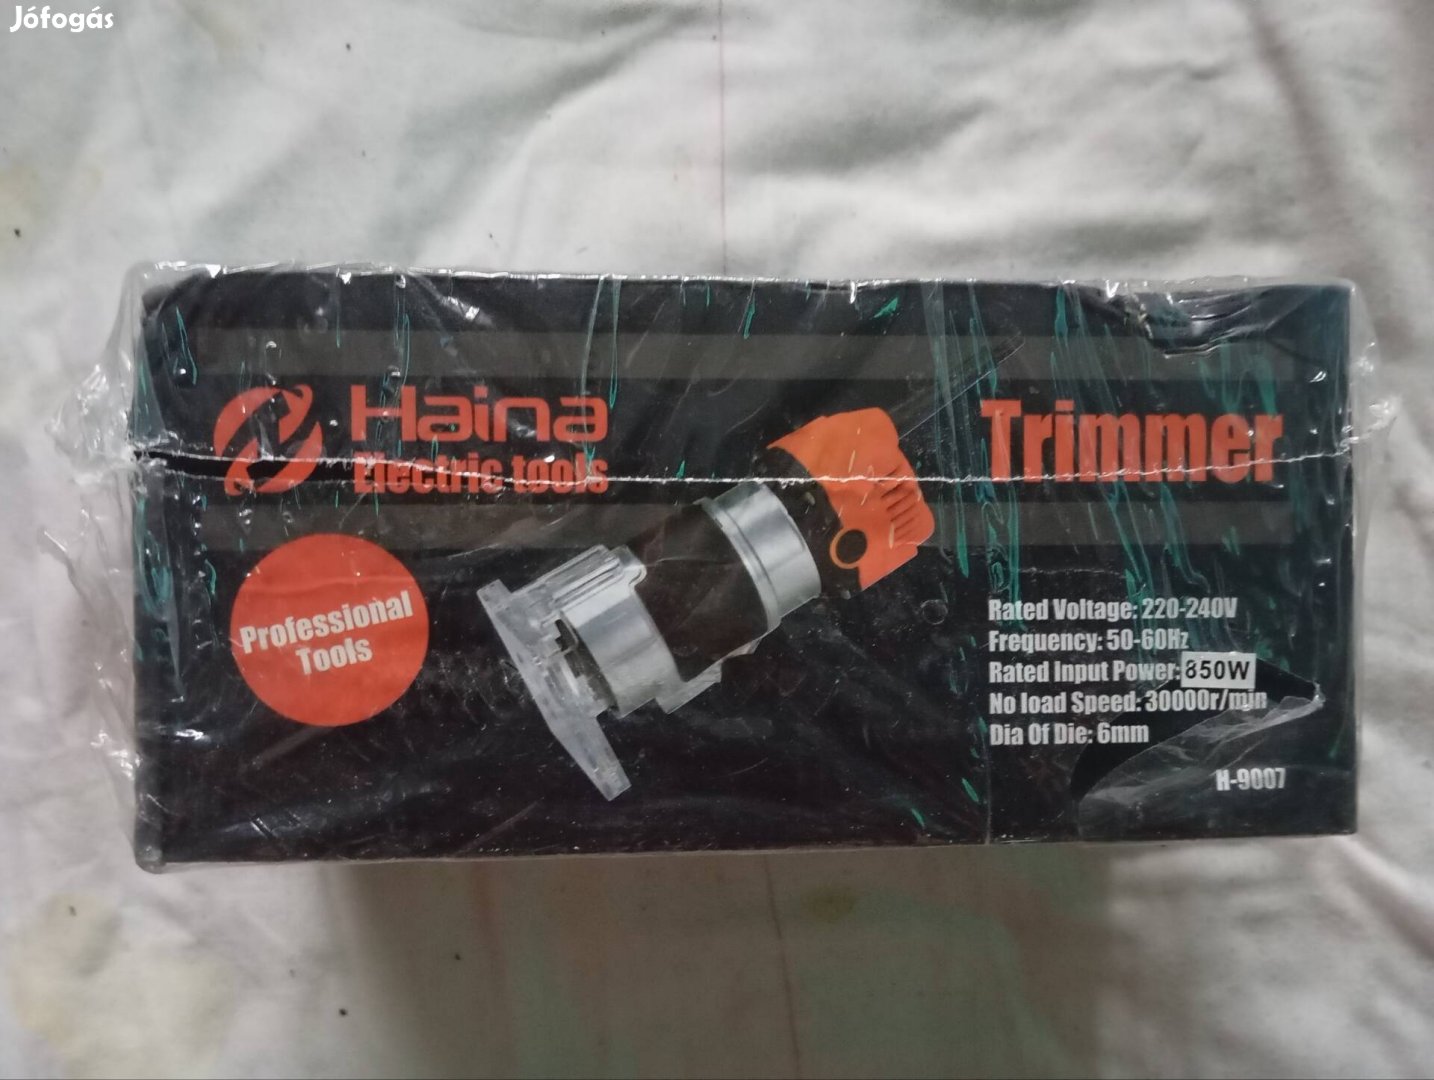 Jófogás
Haina
Electric tools
Trimmer
Professional
Tools
Rated Voltage: 220-240V
Frequency: 50-60Hz
Rated Input Power: 850W
No load Speed: 30000r/min
Dia Of Die: 6mm
H-9007